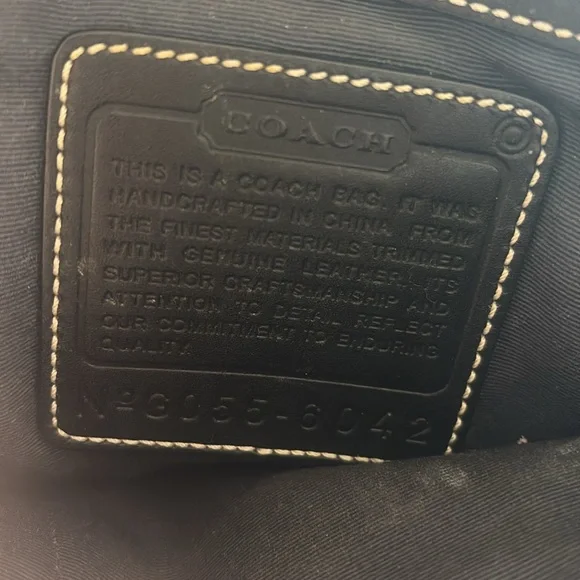 COACH
THIS IS A COACH BAG. IT WAS
HANDCRAFTED IN CHINA FROM
THE FINEST MATERIALS TRIMMED
WITH GENUINE LEATHER. ITS
SUPERIOR CRAFTSMANSHIP AND
ATTENTION TO DETAIL REFLECT
OUR COMMITMENT TO ENDURING
QUALITY.
Nº G055-6042